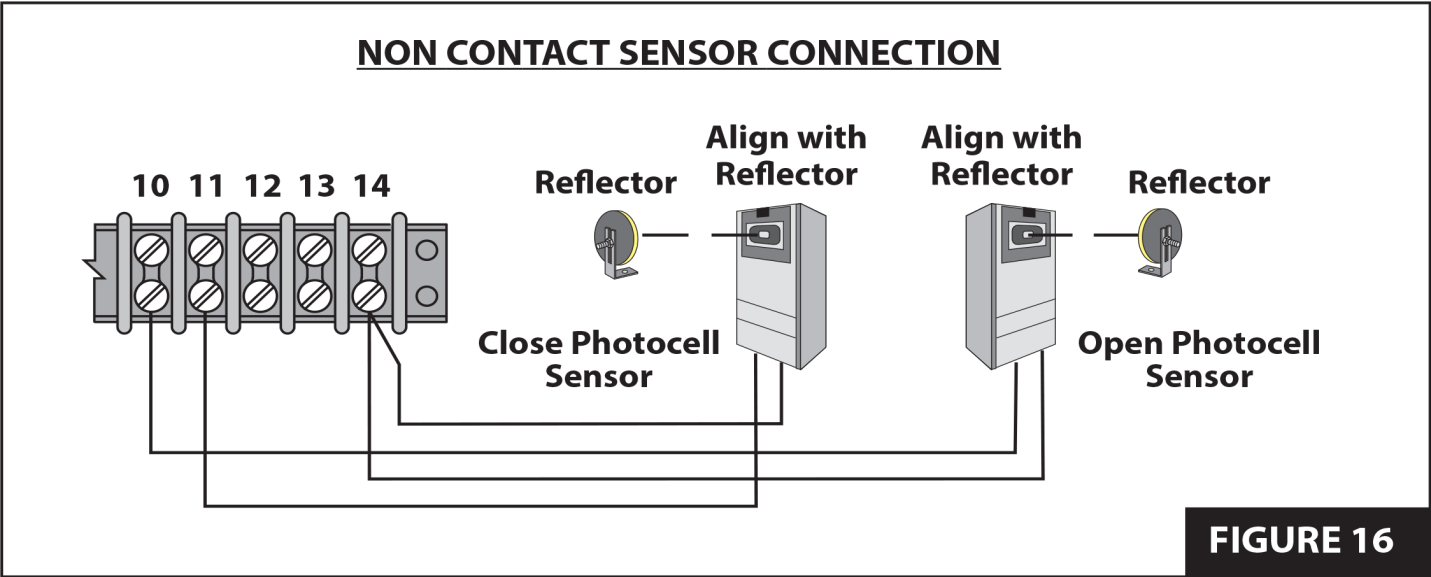 NON CONTACT SENSOR CONNECTION
10 11 12 13 14
Reflector
Align with
Reflector
Align with
Reflector
Reflector
Close Photocell
Sensor
Open Photocell
Sensor
FIGURE 16